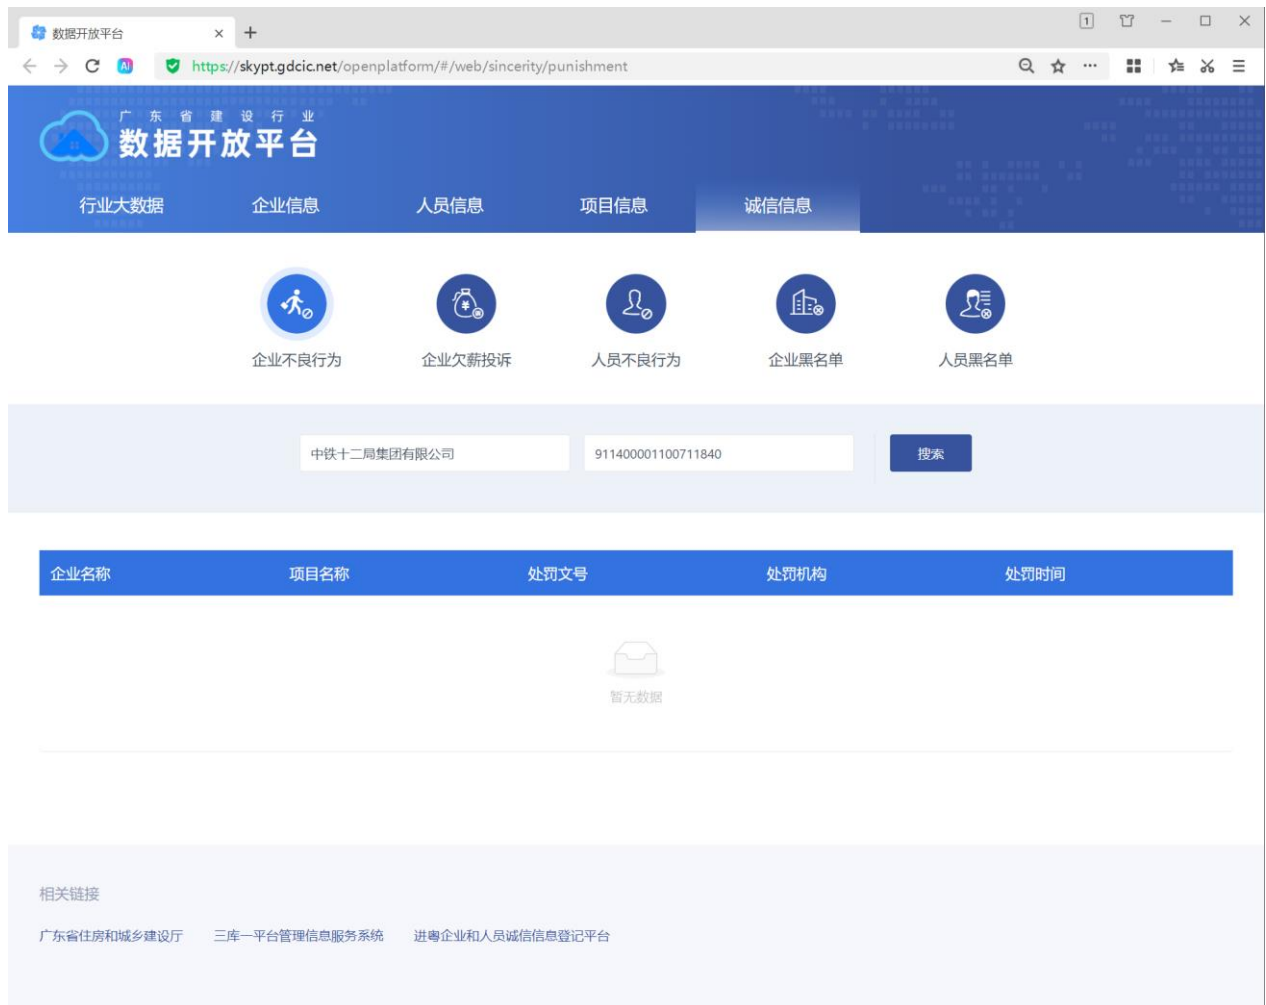 数据开放平台
1
AI
https://skypt.gdcic.net/openplatform/#/web/sincerity/punishment
广东省建设行业
数据开放平台
行业大数据 企业信息 人员信息 项目信息 诚信信息
企业不良行为 企业欠薪投诉 人员不良行为 企业黑名单 人员黑名单
中铁十二局集团有限公司 911400001100711840 搜索
企业名称 项目名称 处罚文号 处罚机构 处罚时间
暂无数据
相关链接
广东省住房和城乡建设厅 三库一平台管理信息服务系统 进粤企业和人员诚信信息登记平台